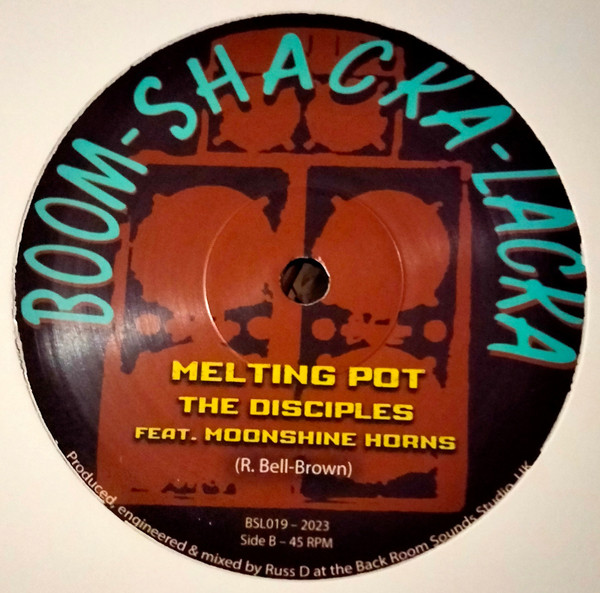 BOOM-SHACKA-LACKA
MELTING POT
THE DISCIPLES
FEAT. MOONSHINE HORNS
(R. Bell-Brown)
BSL019 – 2023
Side B – 45 RPM
Produced, engineered & mixed by Russ D at the Back Room Sounds Studio, UK